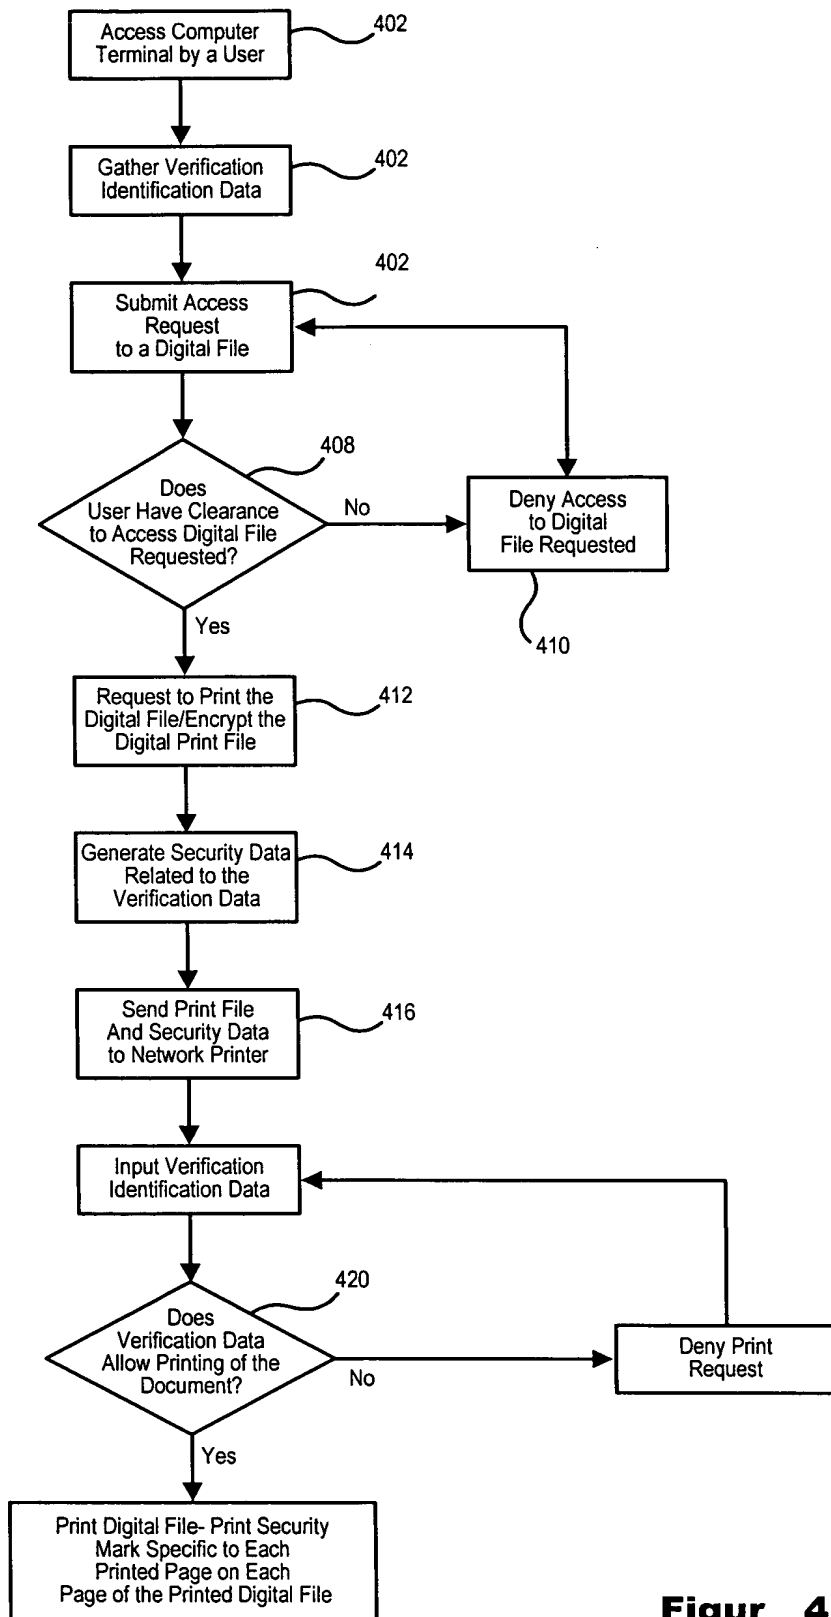 Access Computer
Terminal by a User
402
Gather Verification
Identification Data
402
Submit Access
Request
to a Digital File
402
Does
User Have Clearance
to Access Digital File
Requested?
408
No
Deny Access
to Digital
File Requested
410
Yes
Request to Print the
Digital File/Encrypt the
Digital Print File
412
Generate Security Data
Related to the
Verification Data
414
Send Print File
And Security Data
to Network Printer
416
Input Verification
Identification Data
Does
Verification Data
Allow Printing of the
Document?
420
No
Deny Print
Request
Yes
Print Digital File- Print Security
Mark Specific to Each
Printed Page on Each
Page of the Printed Digital File
Figur 4